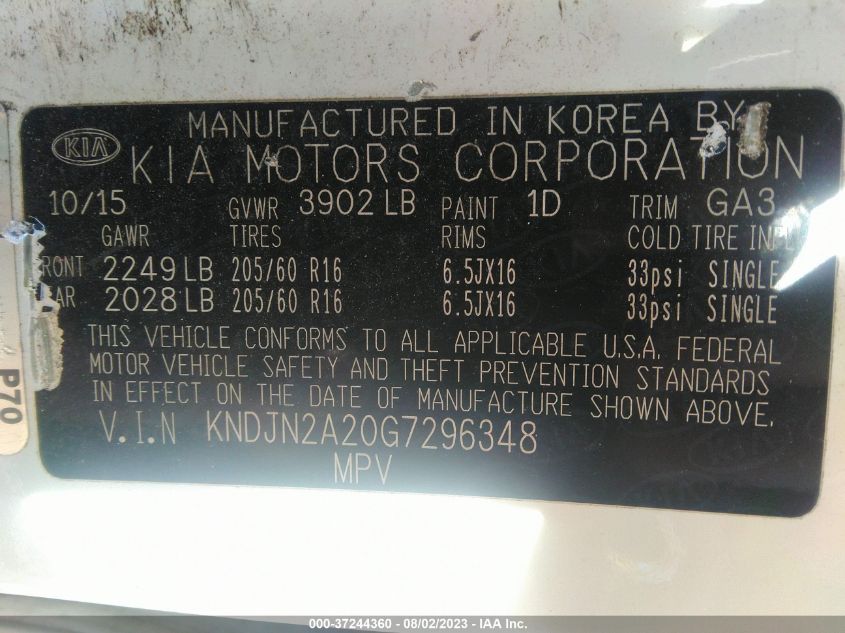 MANUFACTURED IN KOREA BY
KIA KIA MOTORS CORPORATION
10/15 GVWR 3902 LB PAINT 1D TRIM GA3
GAWR TIRES RIMS COLD TIRE INFL
RONT 2249 LB 205/60 R16 6.5JX16 33psi SINGLE
AR 2028 LB 205/60 R16 6.5JX16 33psi SINGLE
THIS VEHICLE CONFORMS TO ALL APPLICABLE U.S.A. FEDERAL
MOTOR VEHICLE SAFETY AND THEFT PREVENTION STANDARDS
IN EFFECT ON THE DATE OF MANUFACTURE SHOWN ABOVE.
V.I.N KNDJN2A20G7296348
MPV
P70
000-37244360 - 08/02/2023 - IAA Inc.